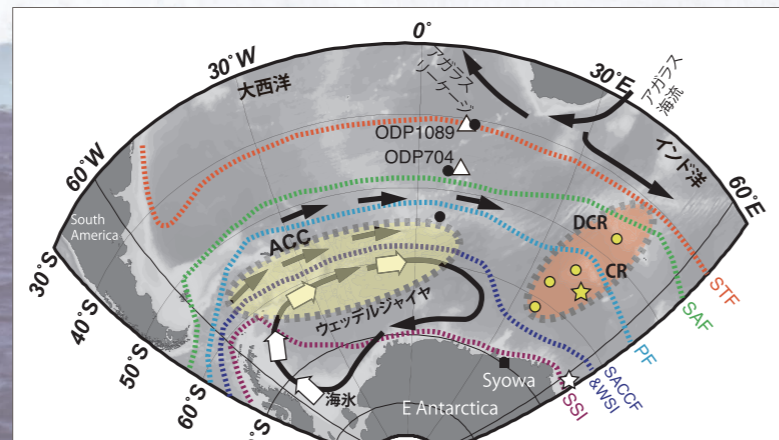 0°
30°W
大西洋
アガラス
リーケージ
30°E
アガラス
海流
ODP1089
ODP704
インド洋
60°W
60°E
South
America
ACC
DCR
CR
30°S
STF
ウェッデルジャイヤ
SAF
40°S
PF
50°S
Syowa
SACCF
&WSI
60°S
海氷
SSI
E Antarctica